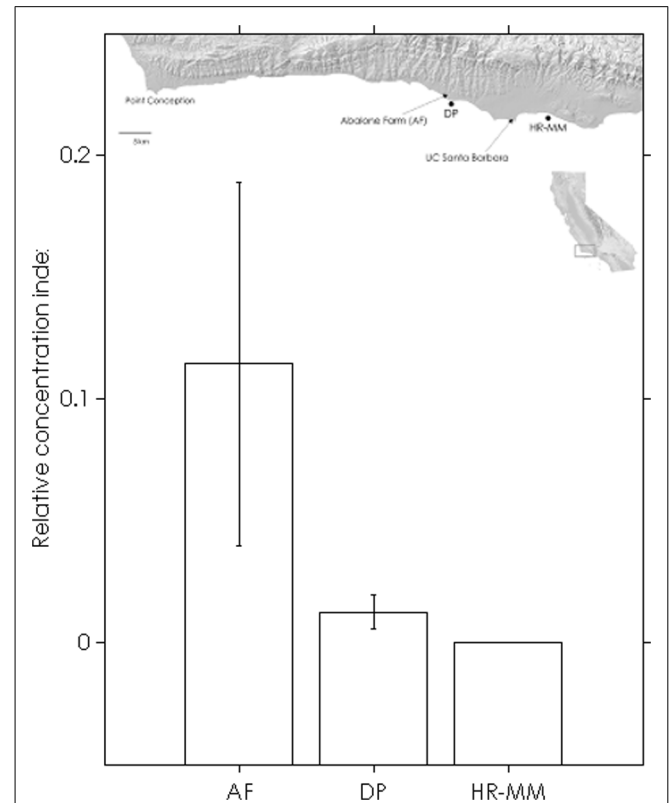 Point Conception
5km
Abalone Farm (AF)
DP
UC Santa Barbara
HR-MM
0.2
0.1
0
Relative concentration inde
AF
DP
HR-MM